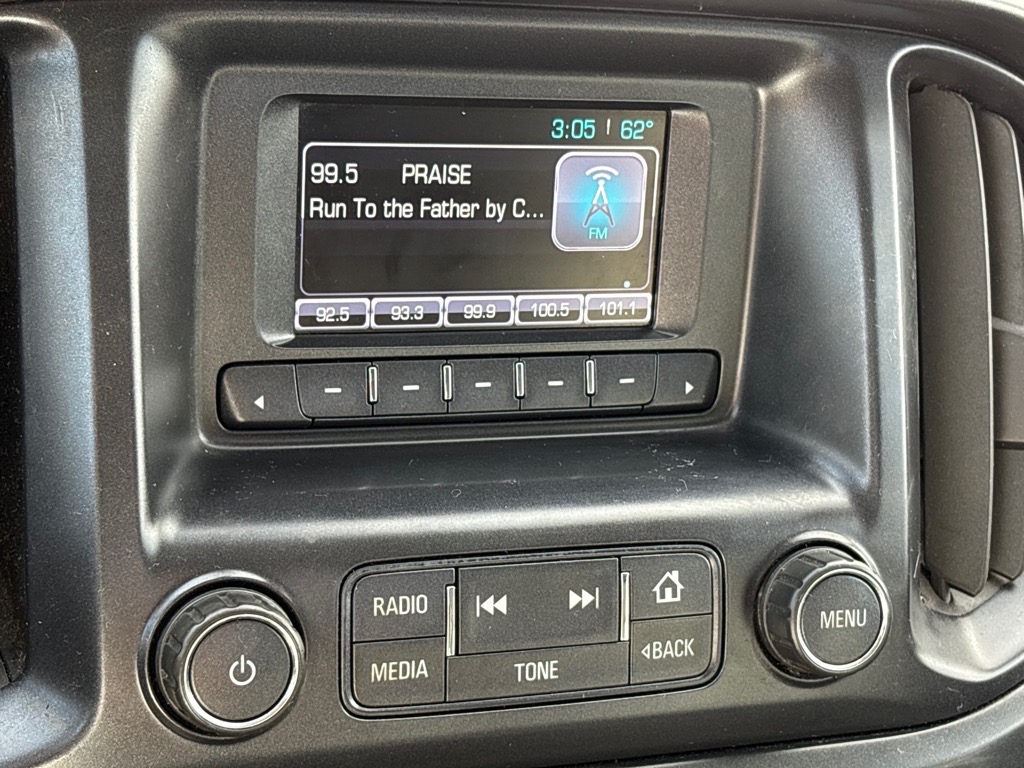 3:05 | 62°
99.5 PRAISE
Run To the Father by C...
FM
92.5 93.3 99.9 100.5 101.1
RADIO
MEDIA
TONE
BACK
MENU